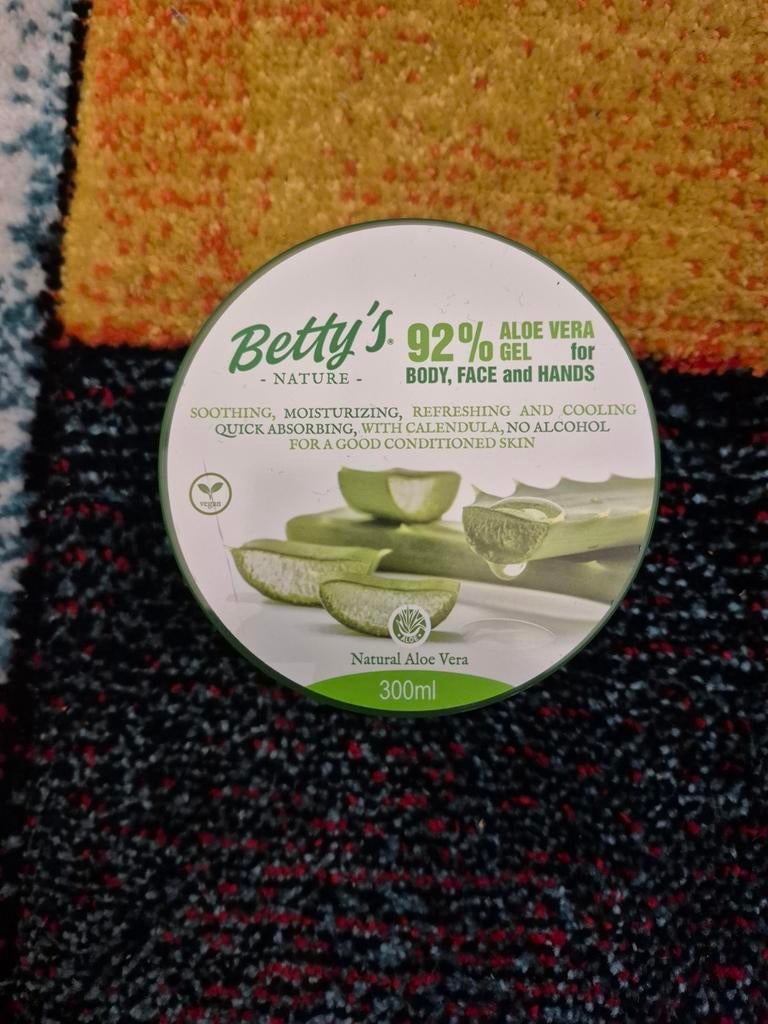 Betty's®
- NATURE -
92% ALOE VERA
GEL for
BODY, FACE and HANDS
SOOTHING, MOISTURIZING, REFRESHING AND COOLING
QUICK ABSORBING, WITH CALENDULA, NO ALCOHOL
FOR A GOOD CONDITIONED SKIN
vegan
ALOE
Natural Aloe Vera
300ml